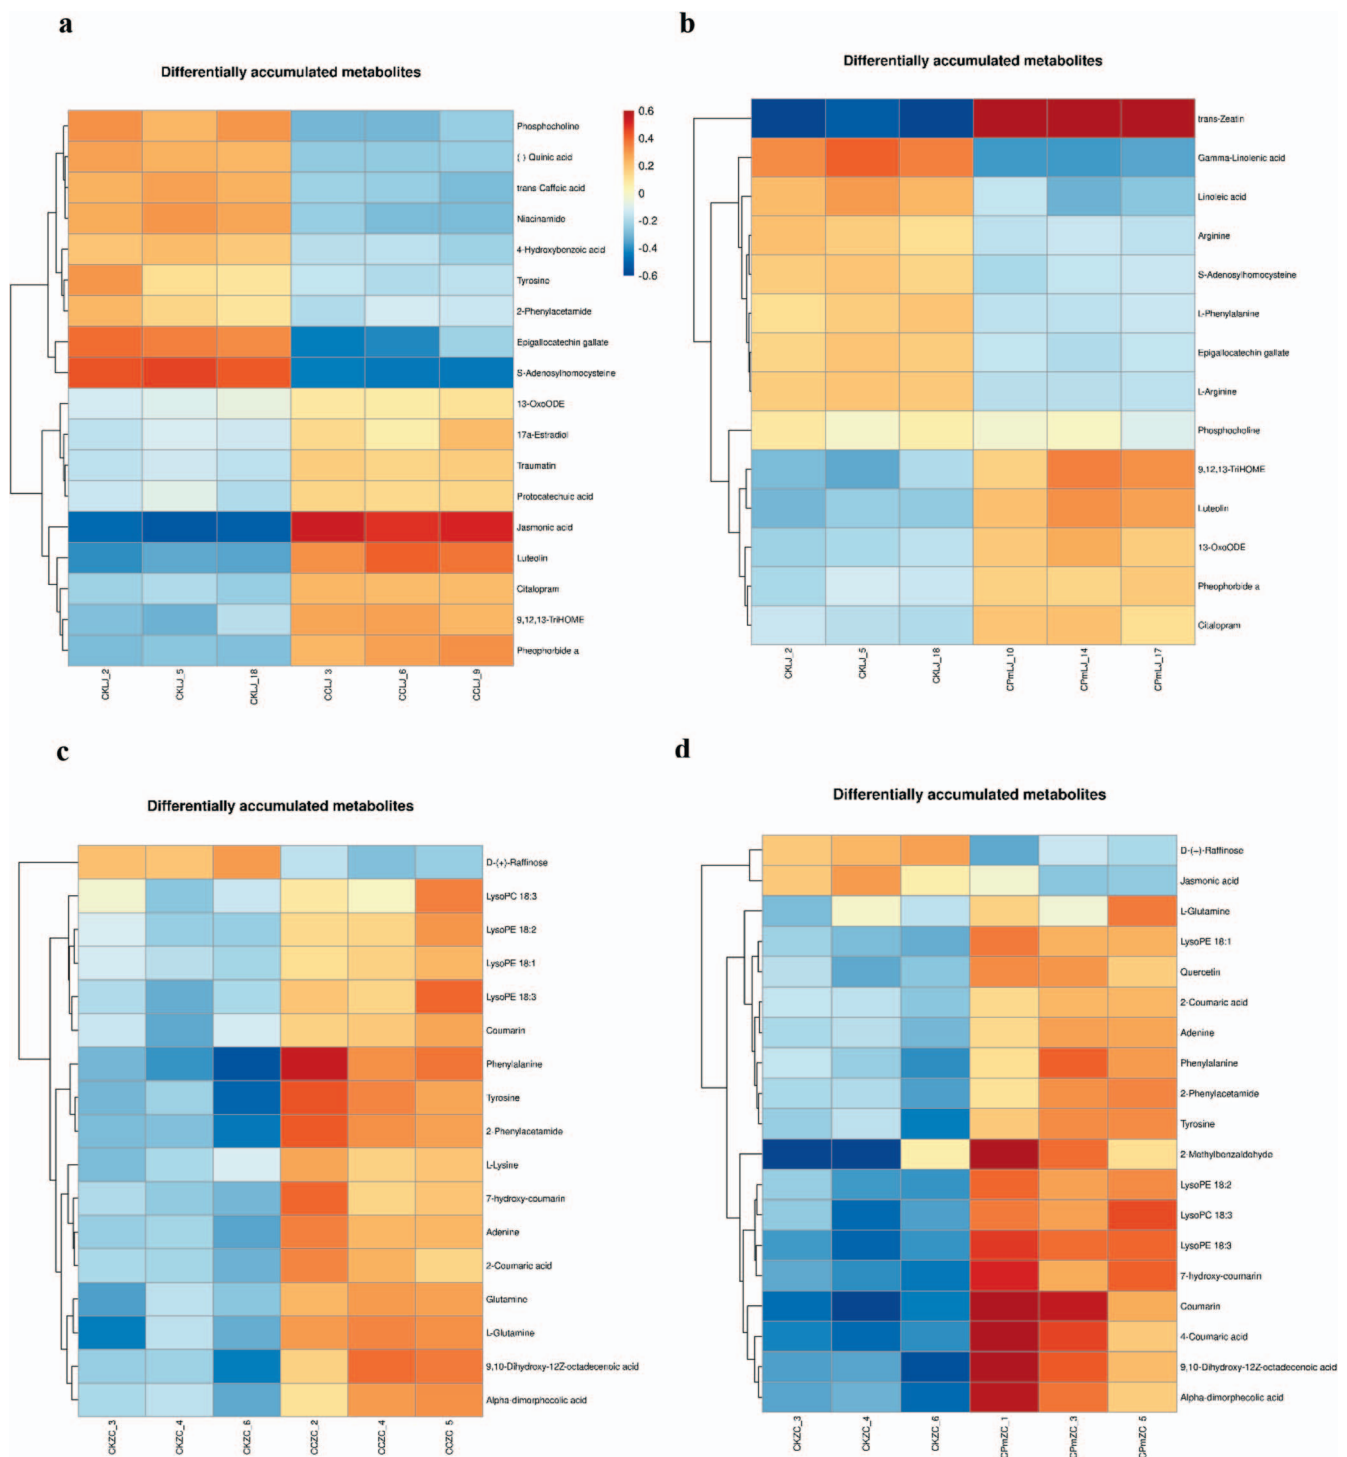 a
Differentially accumulated metabolites
0.6
0.4
0.2
0
-0.2
-0.4
-0.6
Phosphocholine
(-) Quinic acid
trans Caffeic acid
Niacinamide
4-Hydroxybenzoic acid
Tyrosine
2-Phenylacetamide
Epigallocatechin gallate
S-Adenosylhomocysteine
13-OxoODE
17a-Estradiol
Traumatin
Protocatechuic acid
Jasmonic acid
Luteolin
Citalopram
9,12,13-TriHOME
Pheophorbide a
CKLJ_2
CKLJ_5
CKLJ_18
CCLJ_3
CCLJ_6
CCLJ_9
b
Differentially accumulated metabolites
trans-Zeatin
Gamma-Linolenic acid
Linoleic acid
Arginine
S-Adenosylhomocysteine
L-Phenylalanine
Epigallocatechin gallate
L-Arginine
Phosphocholine
9,12,13-TriHOME
Luteolin
13-OxoODE
Pheophorbide a
Citalopram
CKLJ_2
CKLJ_5
CKLJ_18
CPmLJ_10
CPmLJ_14
CPmLJ_17
c
Differentially accumulated metabolites
D-(+)-Raffinose
LysoPC 18:3
LysoPE 18:2
LysoPE 18:1
LysoPE 18:3
Coumarin
Phenylalanine
Tyrosine
2-Phenylacetamide
L-Lysine
7-hydroxy-coumarin
Adenine
2-Coumaric acid
Glutamine
L-Glutamine
9,10-Dihydroxy-12Z-octadecenoic acid
Alpha-dimorphecolic acid
CKZC_3
CKZC_4
CKZC_6
CCZC_2
CCZC_4
CCZC_5
d
Differentially accumulated metabolites
D-(+)-Raffinose
Jasmonic acid
L-Glutamine
LysoPE 18:1
Quercetin
2-Coumaric acid
Adenine
Phenylalanine
2-Phenylacetamide
Tyrosine
2-Methylbenzaldehyde
LysoPE 18:2
LysoPC 18:3
LysoPE 18:3
7-hydroxy-coumarin
Coumarin
4-Coumaric acid
9,10-Dihydroxy-12Z-octadecenoic acid
Alpha-dimorphecolic acid
CKZC_3
CKZC_4
CKZC_6
CPmZC_1
CPmZC_3
CPmZC_5